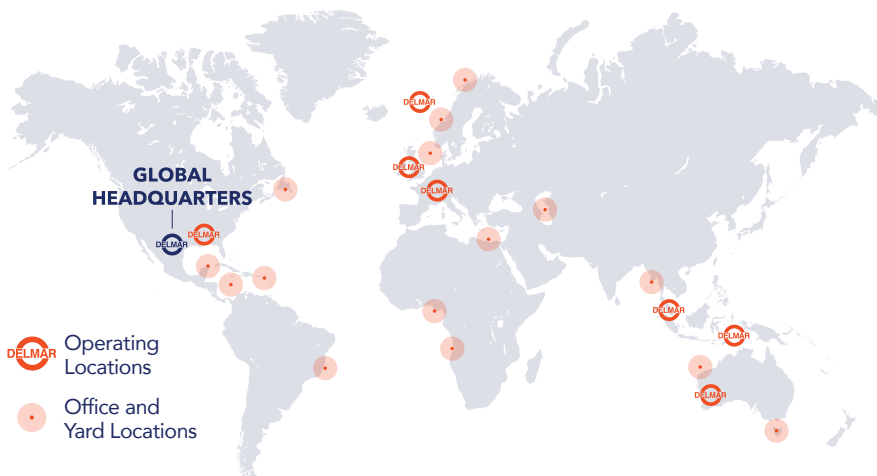 DELMAR
DELMAR
DELMAR
GLOBAL
HEADQUARTERS
DELMAR
DELMAR
DELMAR
DELMAR
DELMAR
DELMAR
Operating
Locations
Office and
Yard Locations